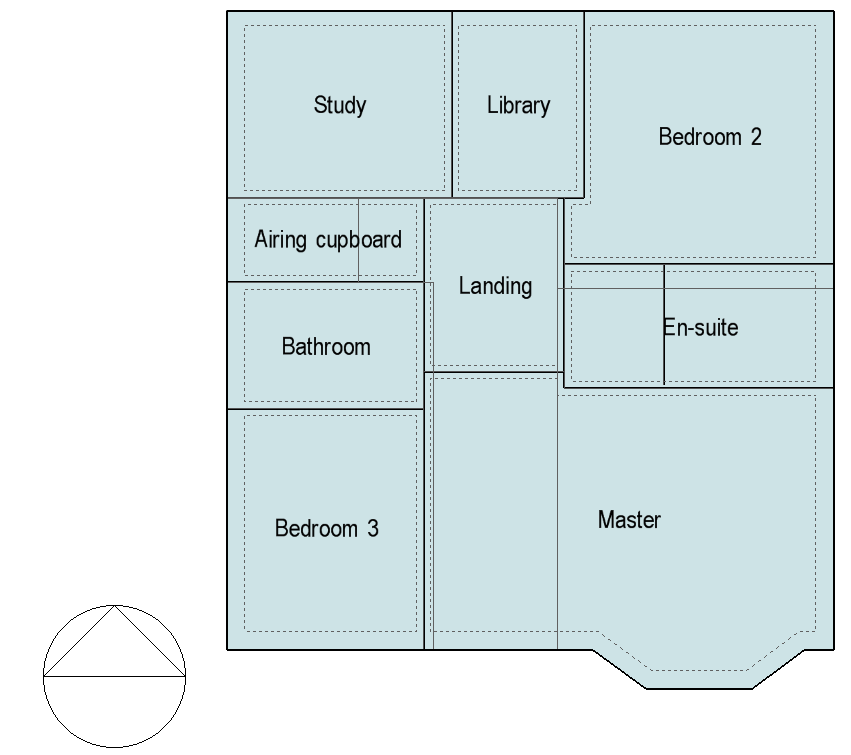 Study
Library
Bedroom 2
Airing cupboard
Landing
En-suite
Bathroom
Master
Bedroom 3